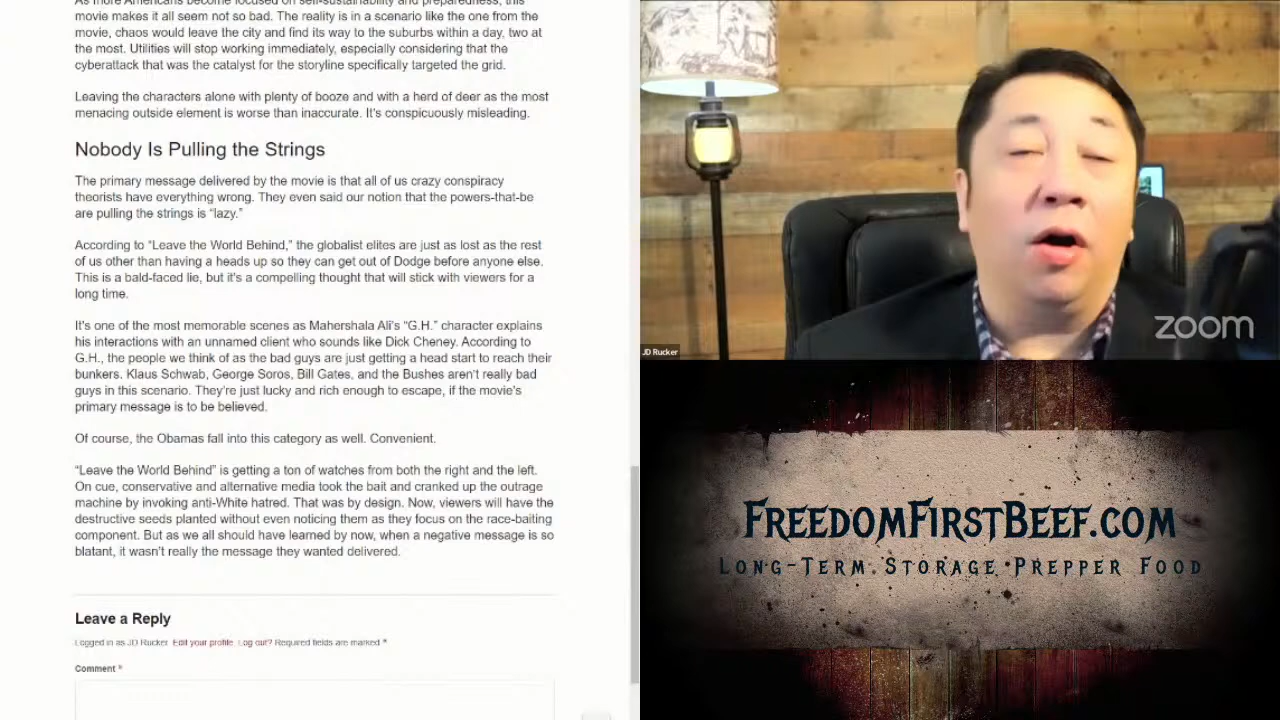 As more Americans become focused on self-sustainability and preparedness, this
movie makes it all seem not so bad. The reality is in a scenario like the one from the
movie, chaos would leave the city and find its way to the suburbs within a day, two at
the most. Utilities will stop working immediately, especially considering that the
cyberattack that was the catalyst for the storyline specifically targeted the grid.
Leaving the characters alone with plenty of booze and with a herd of deer as the most
menacing outside element is worse than inaccurate. It's conspicuously misleading.
Nobody Is Pulling the Strings
The primary message delivered by the movie is that all of us crazy conspiracy
theorists have everything wrong. They even said our notion that the powers-that-be
are pulling the strings is “lazy.”
According to “Leave the World Behind,” the globalist elites are just as lost as the rest
of us other than having a heads up so they can get out of Dodge before anyone else.
This is a bald-faced lie, but it's a compelling thought that will stick with viewers for a
long time.
It's one of the most memorable scenes as Mahershala Ali's “G.H.” character explains
his interactions with an unnamed client who sounds like Dick Cheney. According to
G.H., the people we think of as the bad guys are just getting a head start to reach their
bunkers. Klaus Schwab, George Soros, Bill Gates, and the Bushes aren't really bad
guys in this scenario. They're just lucky and rich enough to escape, if the movie's
primary message is to be believed.
Of course, the Obamas fall into this category as well. Convenient.
“Leave the World Behind” is getting a ton of watches from both the right and the left.
On cue, conservative and alternative media took the bait and cranked up the outrage
machine by invoking anti-White hatred. That was by design. Now, viewers will have the
destructive seeds planted without even noticing them as they focus on the race-baiting
component. But as we all should have learned by now, when a negative message is so
blatant, it wasn't really the message they wanted delivered.
Leave a Reply
Logged in as JD Rucker. Edit your profile. Log out? Required fields are marked *
Comment *
zoom
JD Rucker
FreedomFirstBeef.com
Long-Term Storage Prepper Food